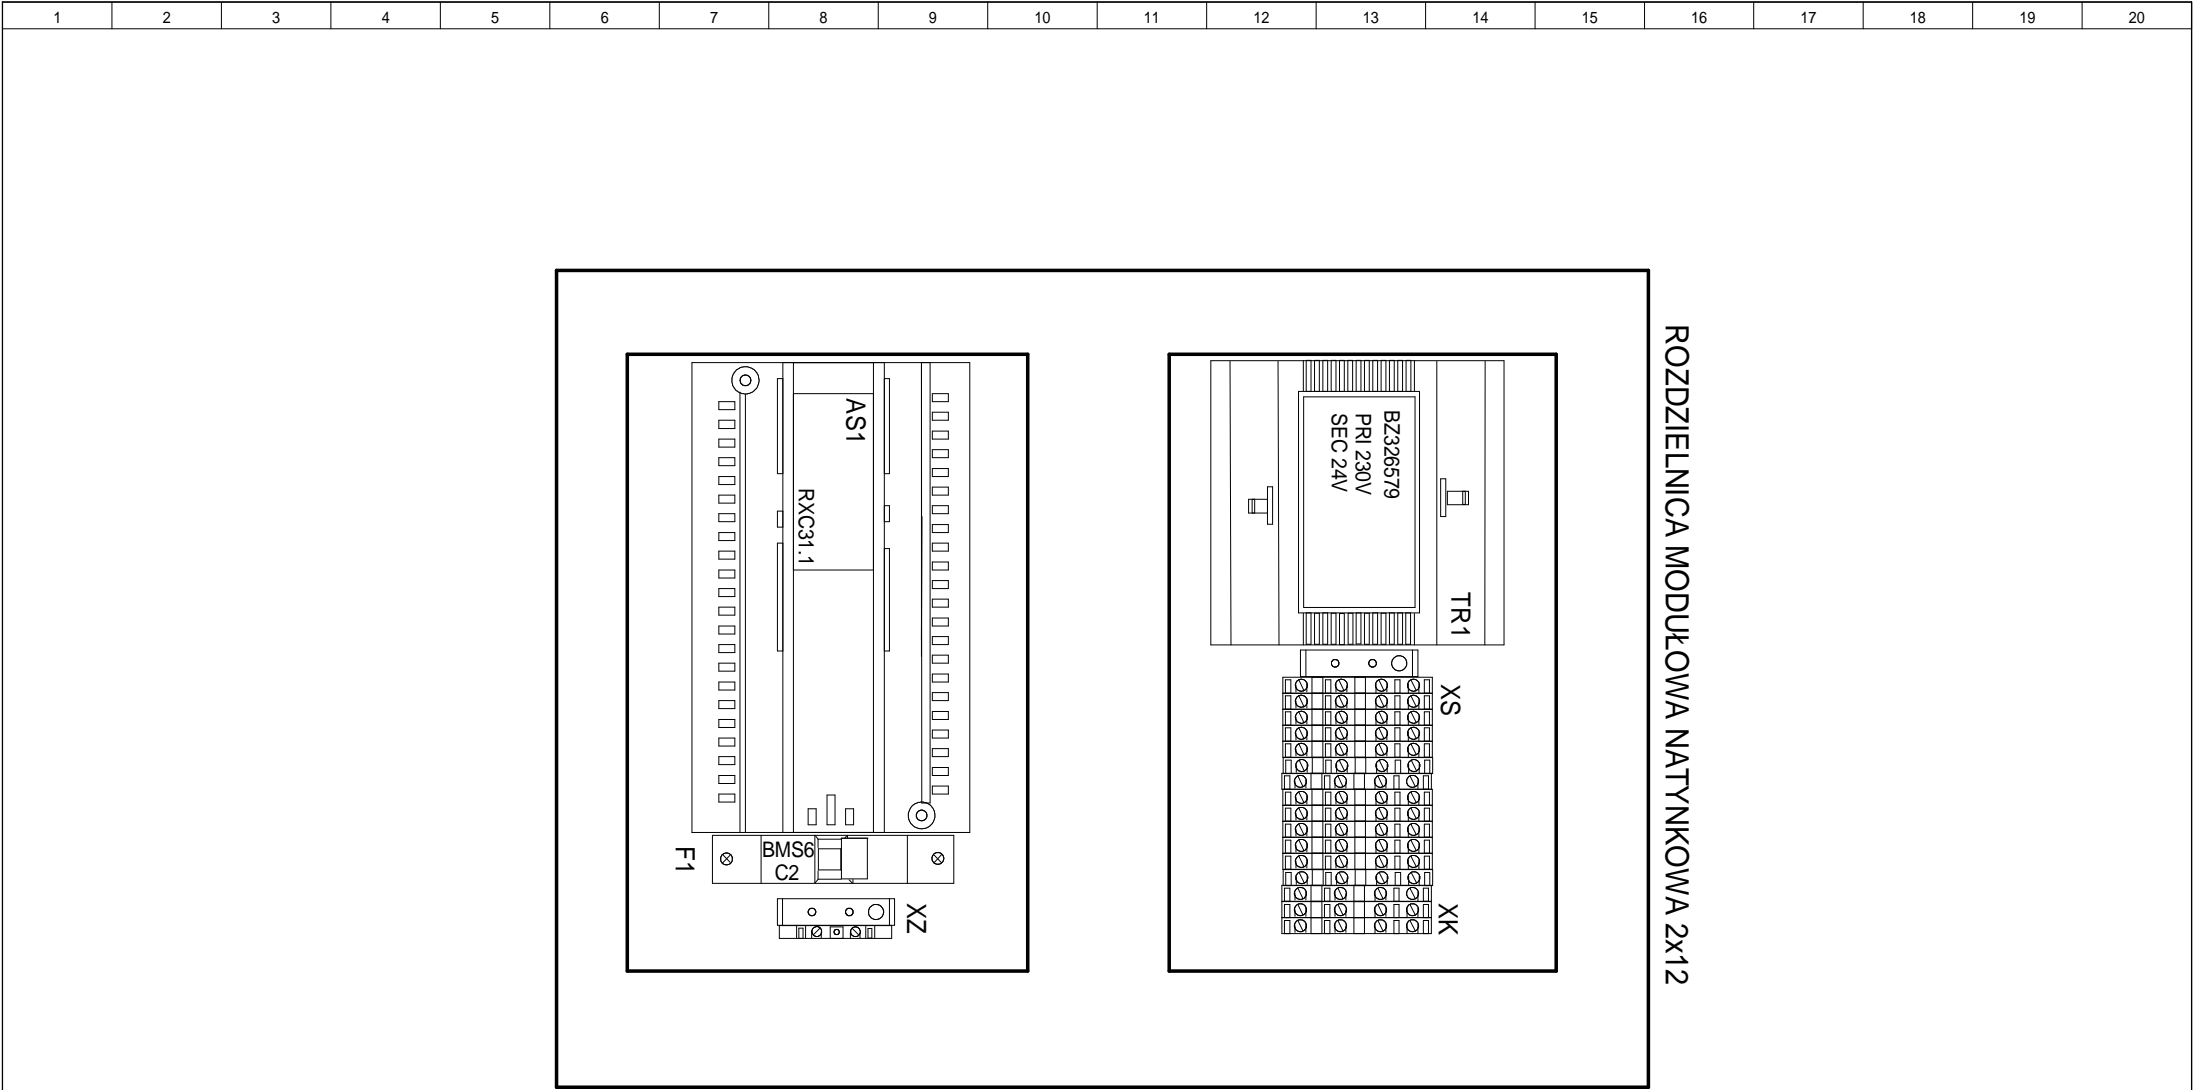 1 2 3 4 5 6 7 8 9 10 11 12 13 14 15 16 17 18 19 20
ROZDZIELNICA MODUŁOWA NATYNKOWA 2x12
BZ326579
PRI 230V
SEC 24V
TR1
XS
XK
AS1
RXC31.1
F1
BMS6
C2
XZ